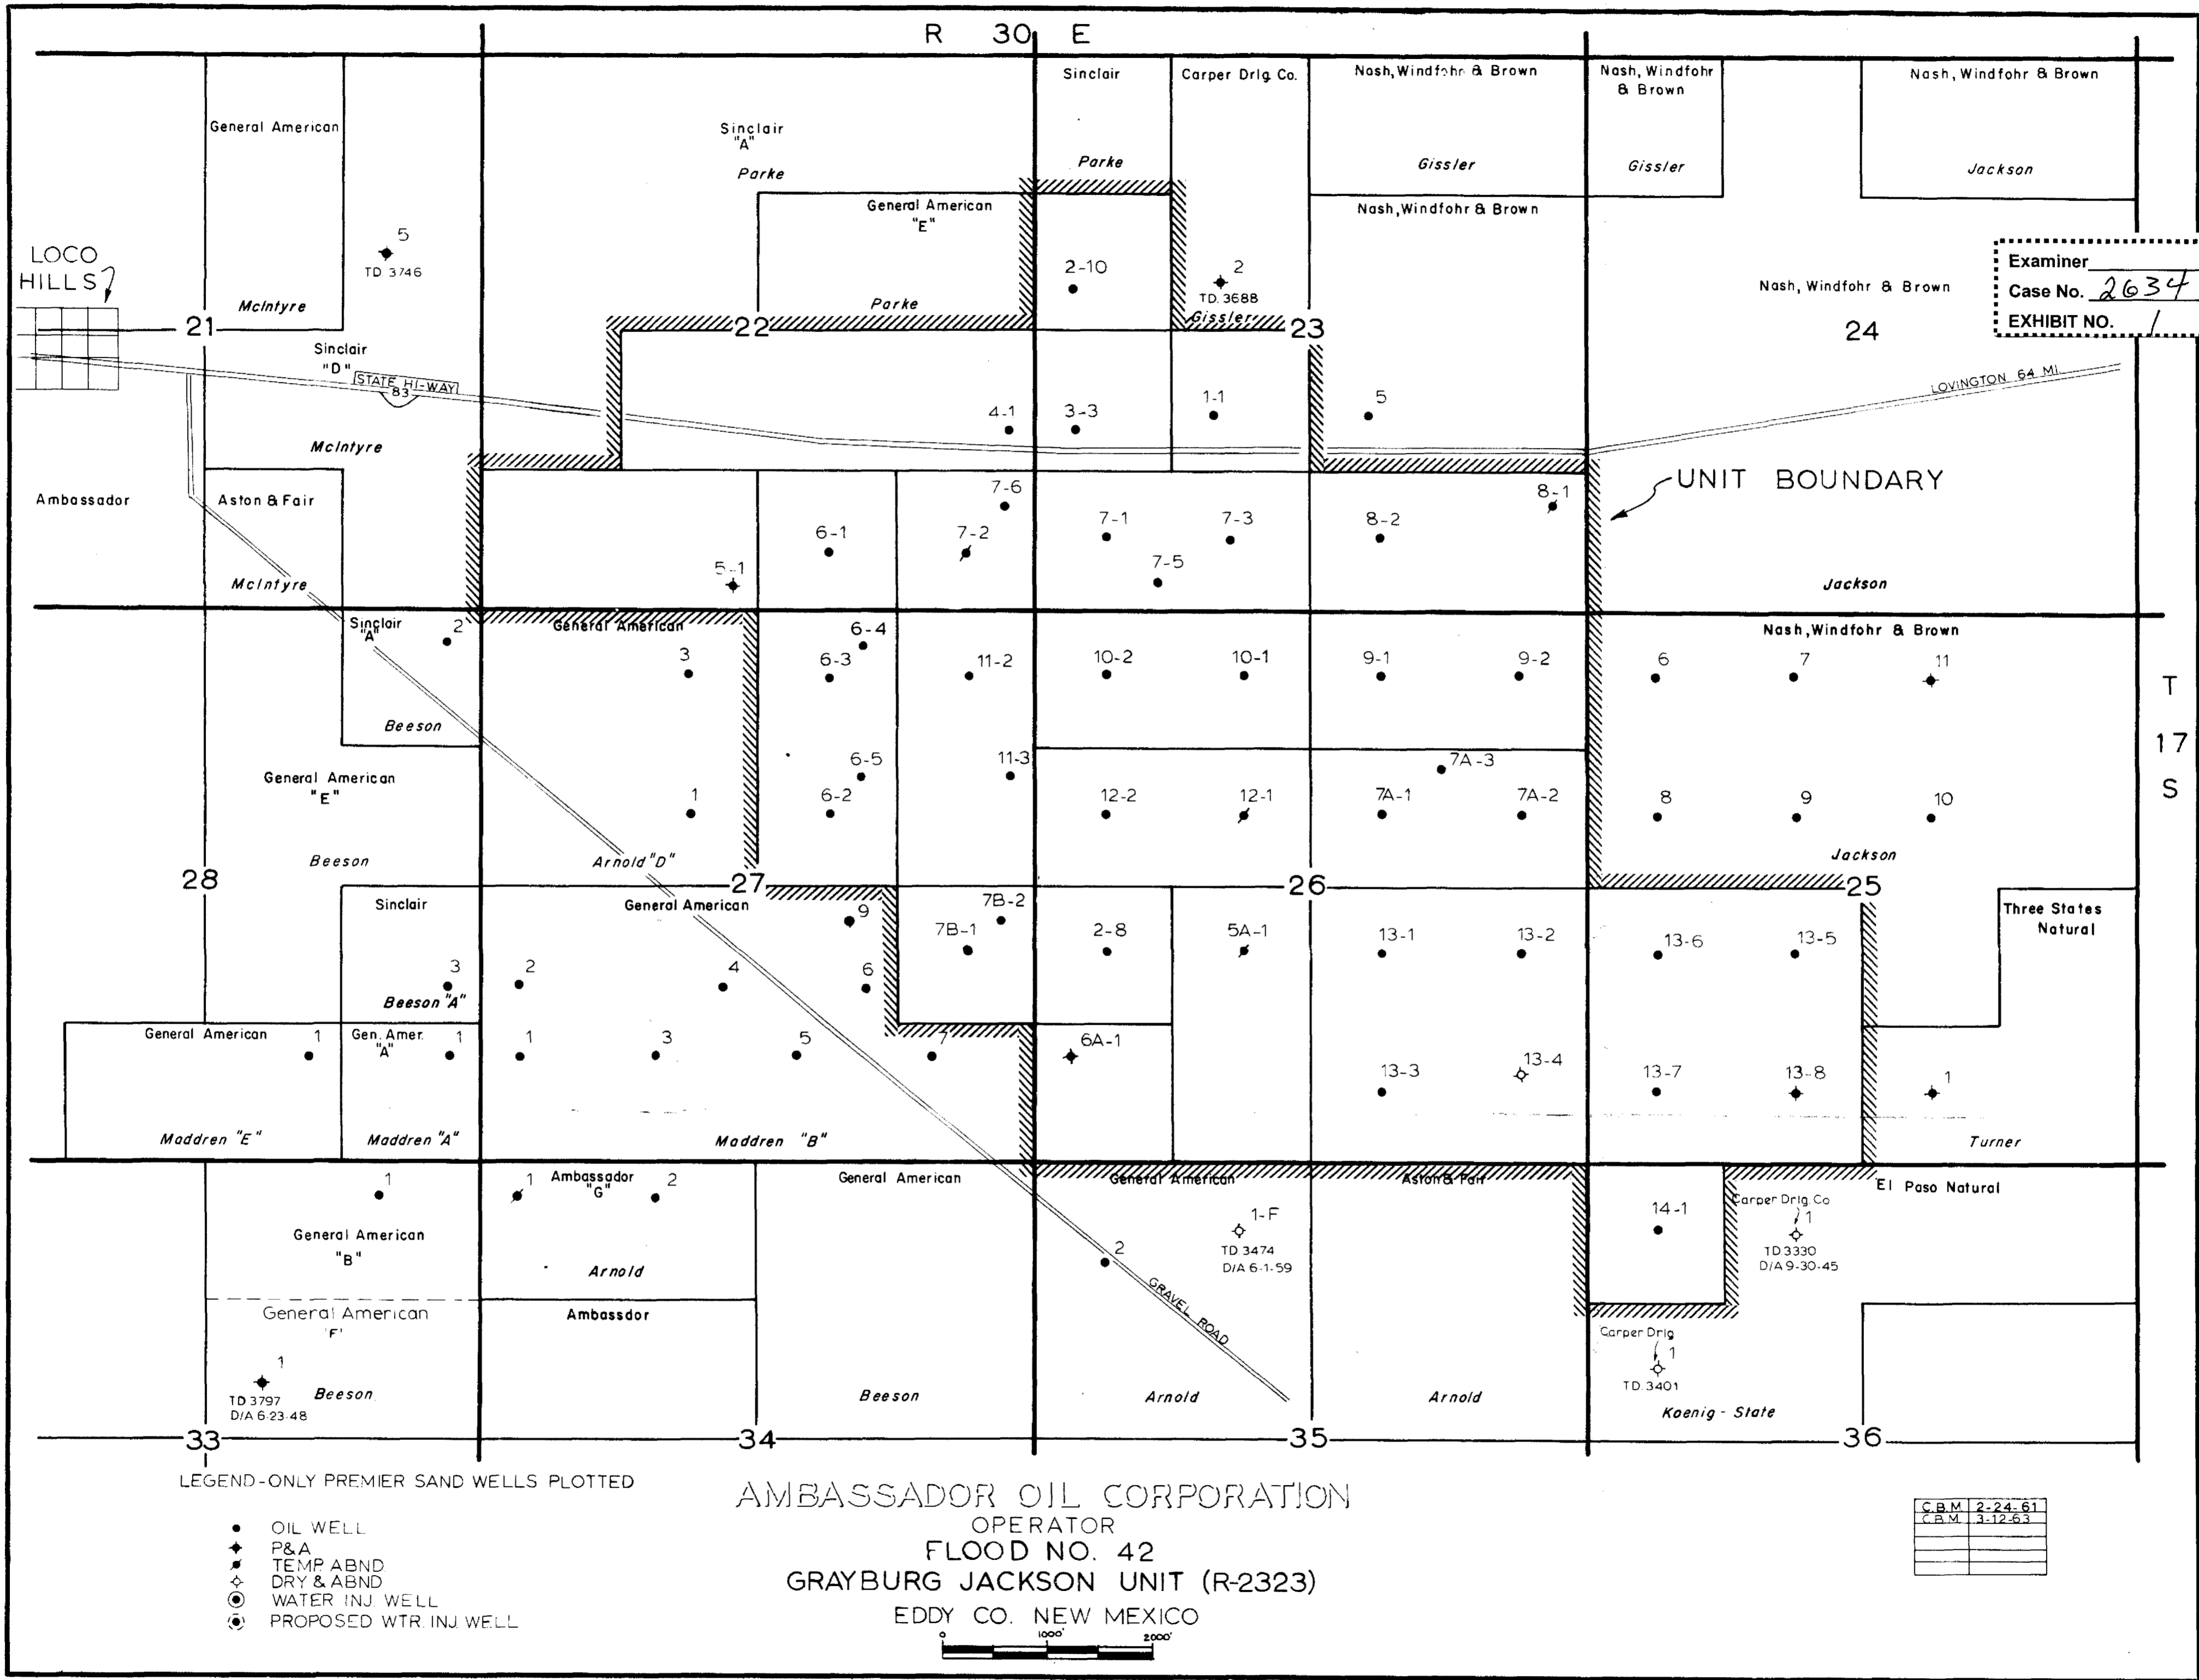 R 30 E
Sinclair
Carper Drlg. Co.
Nash, Windfohr & Brown
Nash, Windfohr
& Brown
Nash, Windfohr & Brown
General American
Sinclair
"A"
Parke
Parke
Gissler
Gissler
Jackson
General American
"E"
Nash, Windfohr & Brown
LOCO
HILLS
5
TD. 3746
2-10
2
TD. 3688
Nash, Windfohr & Brown
Examiner
Case No. 2634
EXHIBIT NO. 1
McIntyre
Parke
Gissler
21
22
23
24
Sinclair
"D"
STATE HI-WAY
83
LOVINGTON 64 MI.
4-1
3-3
1-1
5
McIntyre
Ambassador
Aston & Fair
7-6
8-1
UNIT BOUNDARY
6-1
7-2
7-1
7-3
8-2
5-1
7-5
McIntyre
Jackson
Sinclair
"A"
2
General American
6-4
Nash, Windfohr & Brown
3
6-3
11-2
10-2
10-1
9-1
9-2
6
7
11
T
17
S
Beeson
General American
"E"
6-5
11-3
7A-3
1
6-2
12-2
12-1
7A-1
7A-2
8
9
10
Beeson
Arnold "D"
Jackson
28
27
26
25
Sinclair
General American
9
7B-2
Three States
Natural
7B-1
2-8
5A-1
13-1
13-2
13-6
13-5
3
2
4
6
Beeson "A"
General American
1
Gen. Amer.
"A"
1
1
3
5
7
6A-1
13-3
13-4
13-7
13-8
1
Maddren "E"
Maddren "A"
Maddren "B"
Turner
1
1
Ambassador
"G"
2
General American
General American
Aston & Fair
El Paso Natural
Carper Drlg. Co
1
TD 3330
D/A 9-30-45
14-1
1-F
TD 3474
D/A 6-1-59
2
General American
"B"
Arnold
GRAVEL ROAD
General American
'F'
Ambassdor
Carper Drlg
1
TD. 3401
1
TD 3797
D/A 6-23-48
Beeson
Beeson
Arnold
Arnold
Koenig - State
33
34
35
36
LEGEND-ONLY PREMIER SAND WELLS PLOTTED
OIL WELL
P&A
TEMP. ABND
DRY & ABND
WATER INJ. WELL
PROPOSED WTR. INJ. WELL
AMBASSADOR OIL CORPORATION
OPERATOR
FLOOD NO. 42
GRAYBURG JACKSON UNIT (R-2323)
EDDY CO. NEW MEXICO
0 1000' 2000'
C.B.M. 2-24-61
C.B.M. 3-12-63